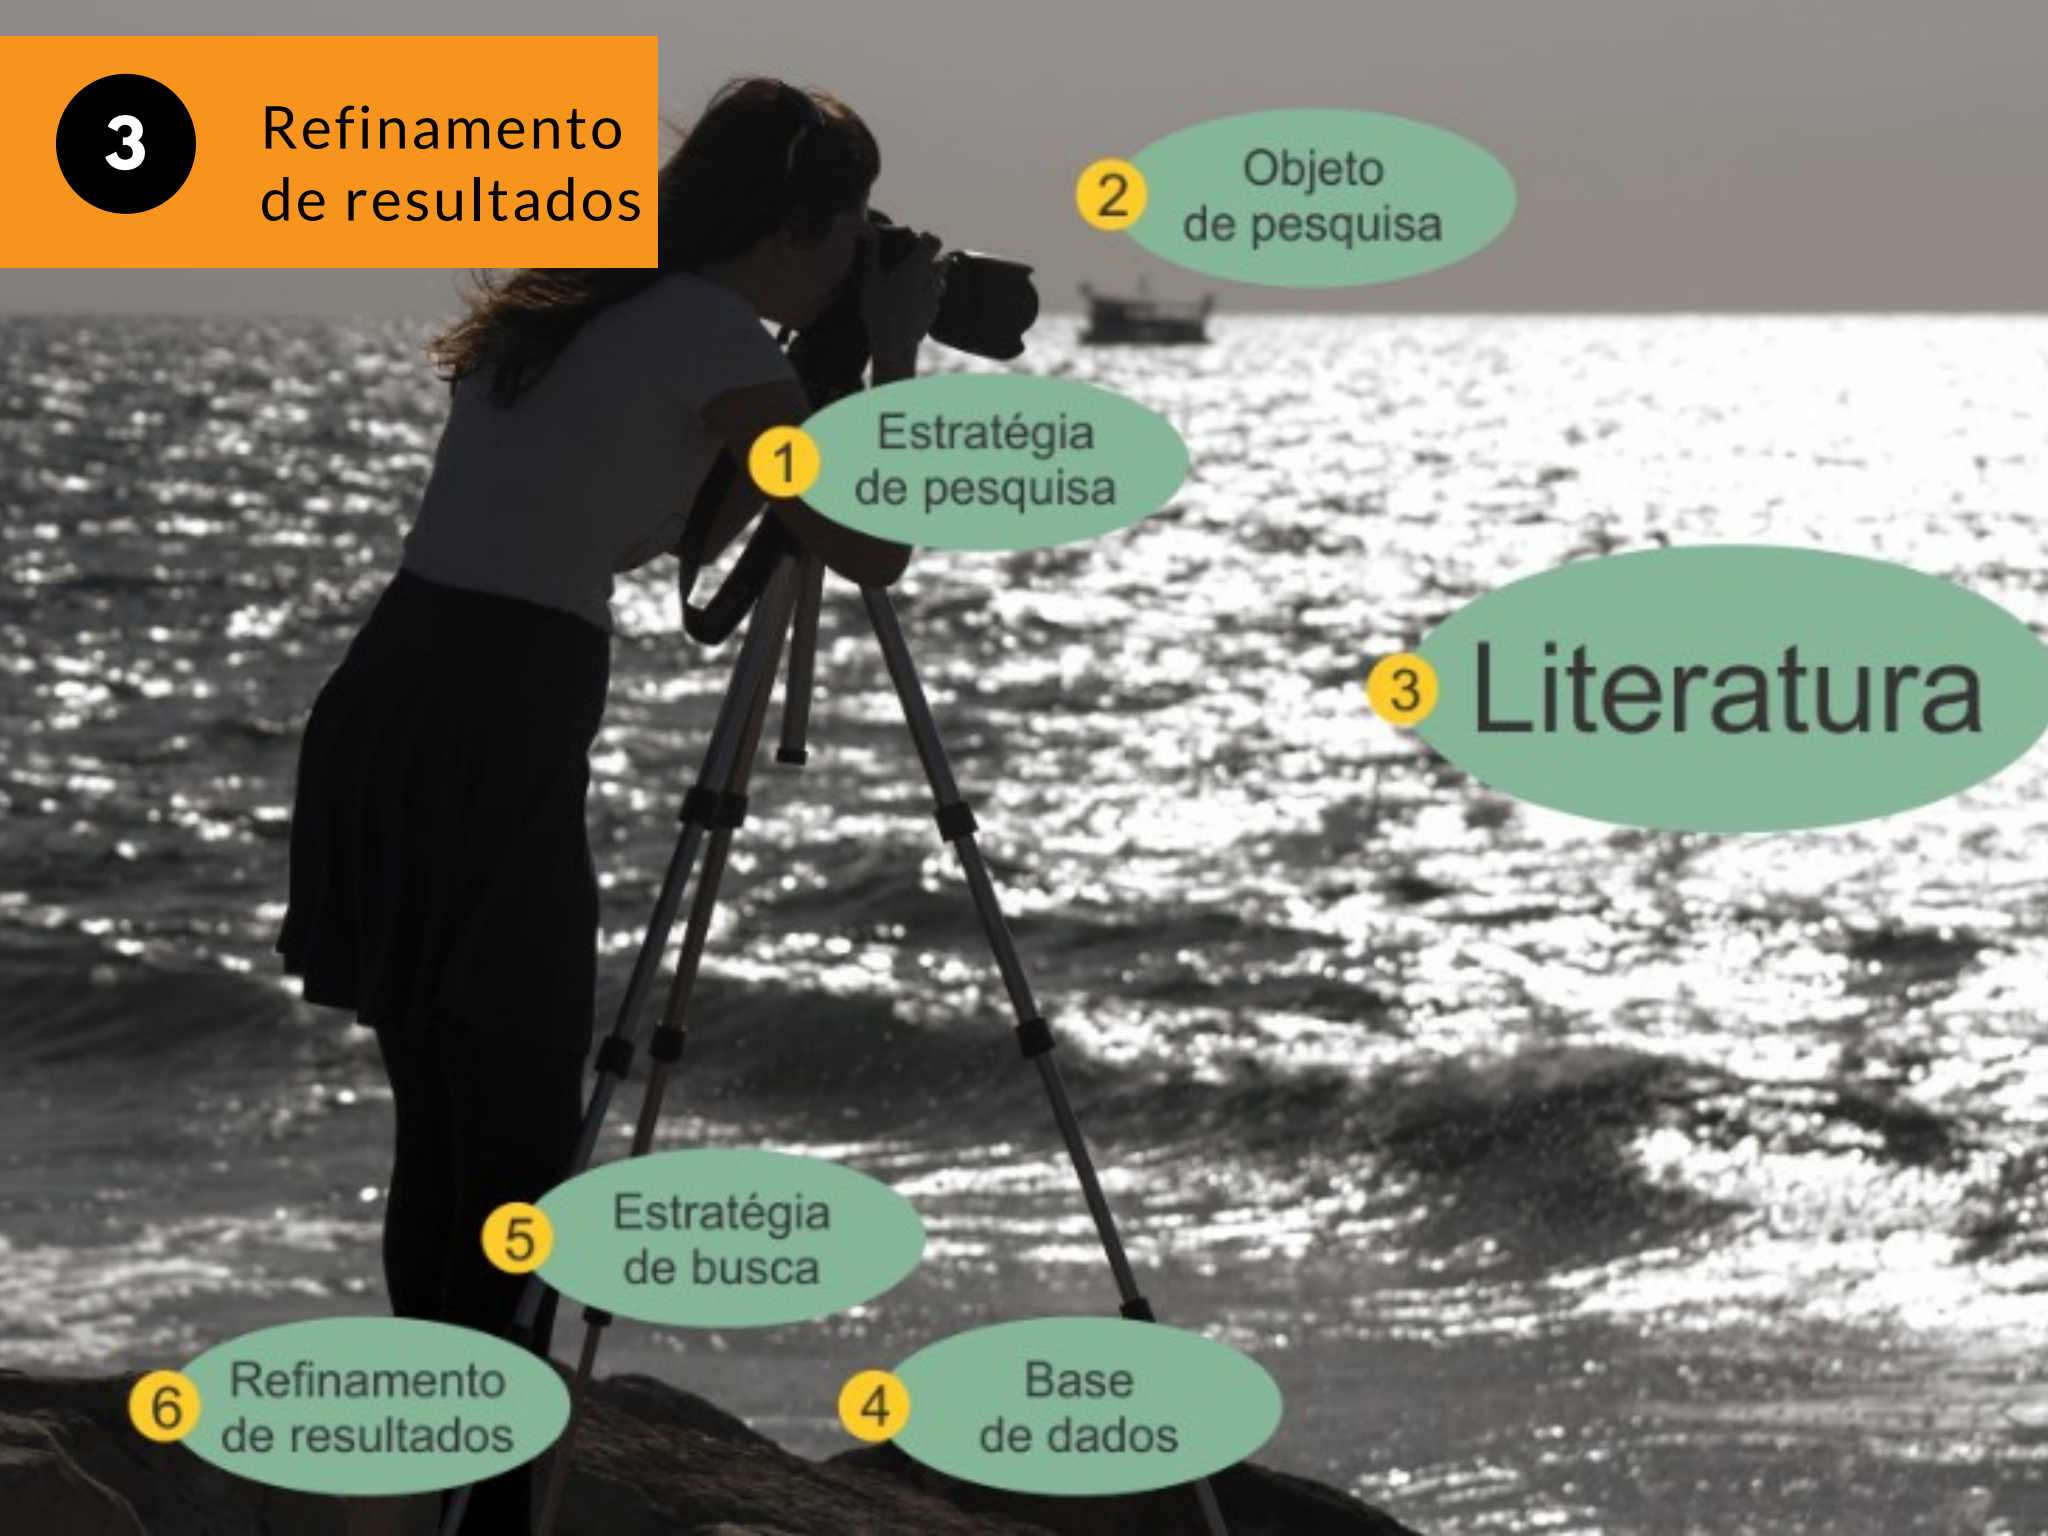 3
Refinamento
de resultados
2
Objeto
de pesquisa
1
Estratégia
de pesquisa
3
Literatura
5
Estratégia
de busca
6
Refinamento
de resultados
4
Base
de dados